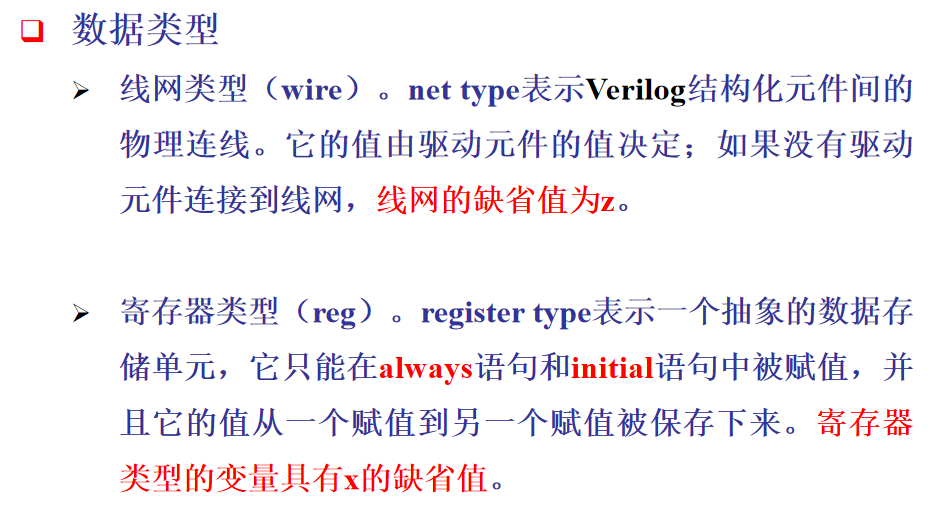 数据类型
线网类型（wire）。net type表示Verilog结构化元件间的
物理连线。它的值由驱动元件的值决定；如果没有驱动
元件连接到线网，线网的缺省值为z。
寄存器类型（reg）。register type表示一个抽象的数据存
储单元，它只能在always语句和initial语句中被赋值，并
且它的值从一个赋值到另一个赋值被保存下来。寄存器
类型的变量具有x的缺省值。